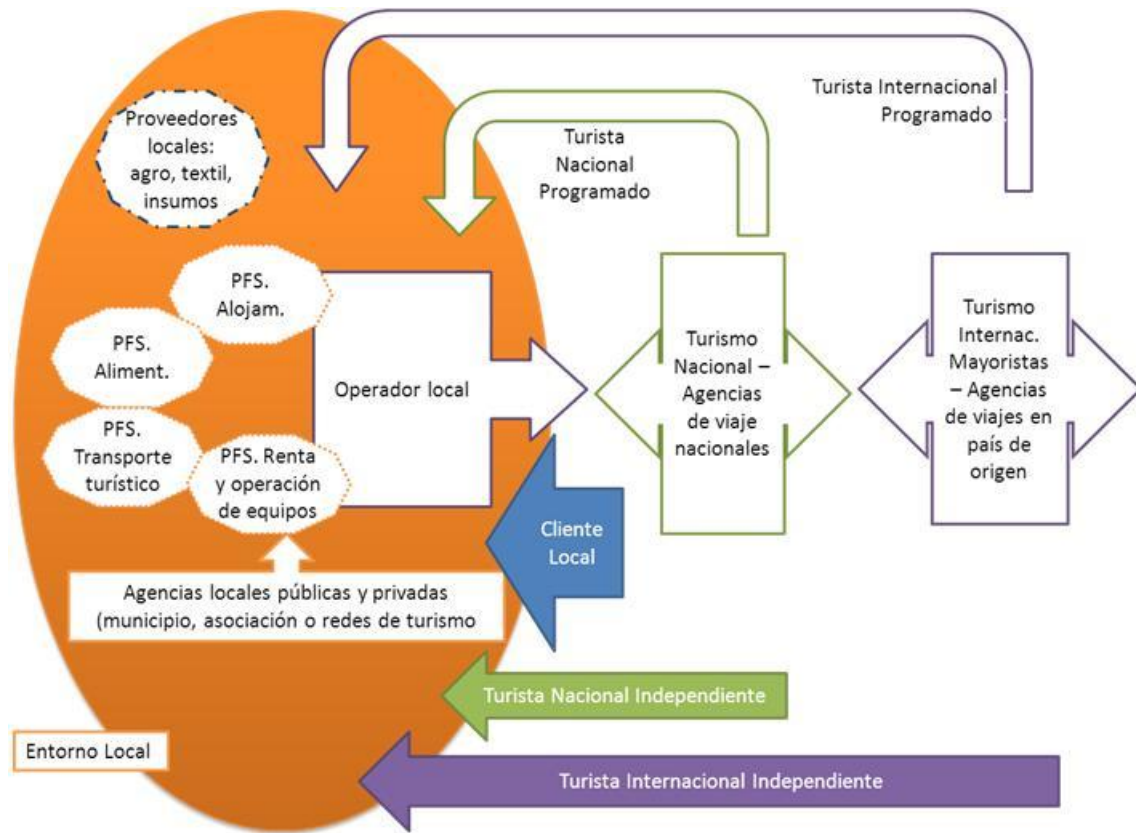 Turista Internacional
Programado
Proveedores
locales:
agro, textil,
insumos
Turista
Nacional
Programado
PFS.
Alojam.
PFS.
Aliment.
PFS.
Transporte
turístico
PFS. Renta
y operación
de equipos
Operador local
Turismo
Nacional –
Agencias
de viaje
nacionales
Turismo
Internac.
Mayoristas
– Agencias
de viajes en
país de
origen
Cliente
Local
Agencias locales públicas y privadas
(municipio, asociación o redes de turismo
Turista Nacional Independiente
Entorno Local
Turista Internacional Independiente